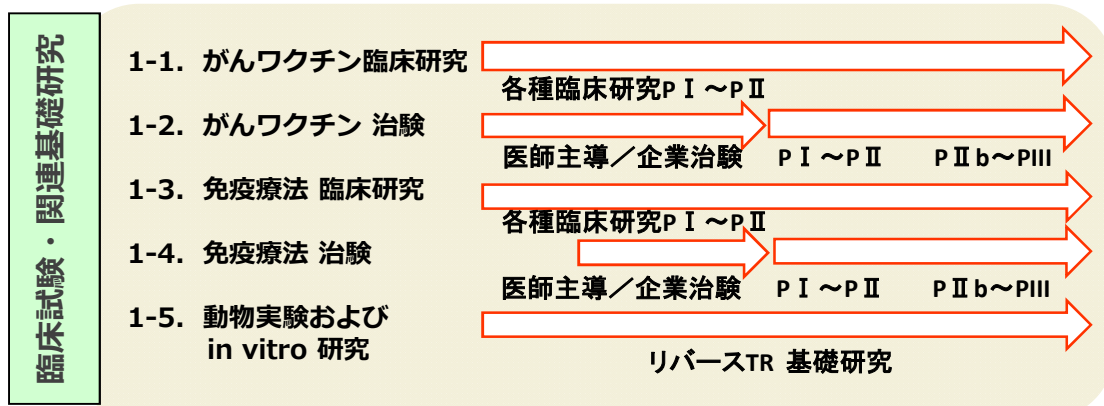 臨床試験・関連基礎研究
1-1. がんワクチン臨床研究
各種臨床研究PⅠ～PⅡ
1-2. がんワクチン 治験
医師主導／企業治験 PⅠ～PⅡ PⅡb～PIII
1-3. 免疫療法 臨床研究
各種臨床研究PⅠ～PⅡ
1-4. 免疫療法 治験
医師主導／企業治験 PⅠ～PⅡ PⅡb～PIII
1-5. 動物実験および
in vitro 研究
リバースTR 基礎研究